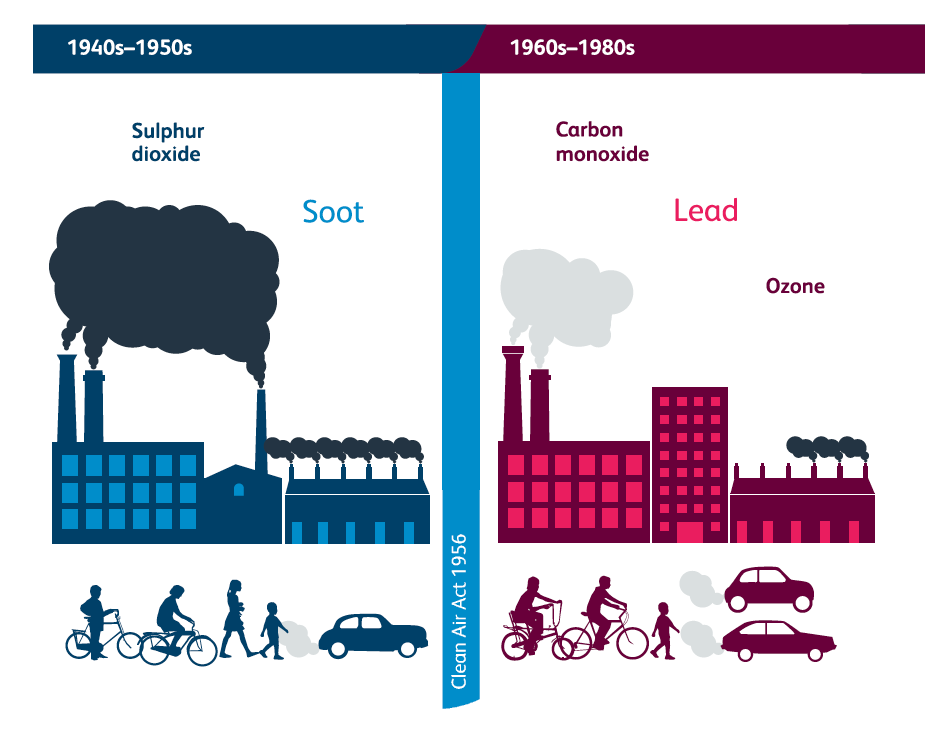 1940s–1950s
1960s–1980s
Sulphur
dioxide
Soot
Clean Air Act 1956
Carbon
monoxide
Lead
Ozone